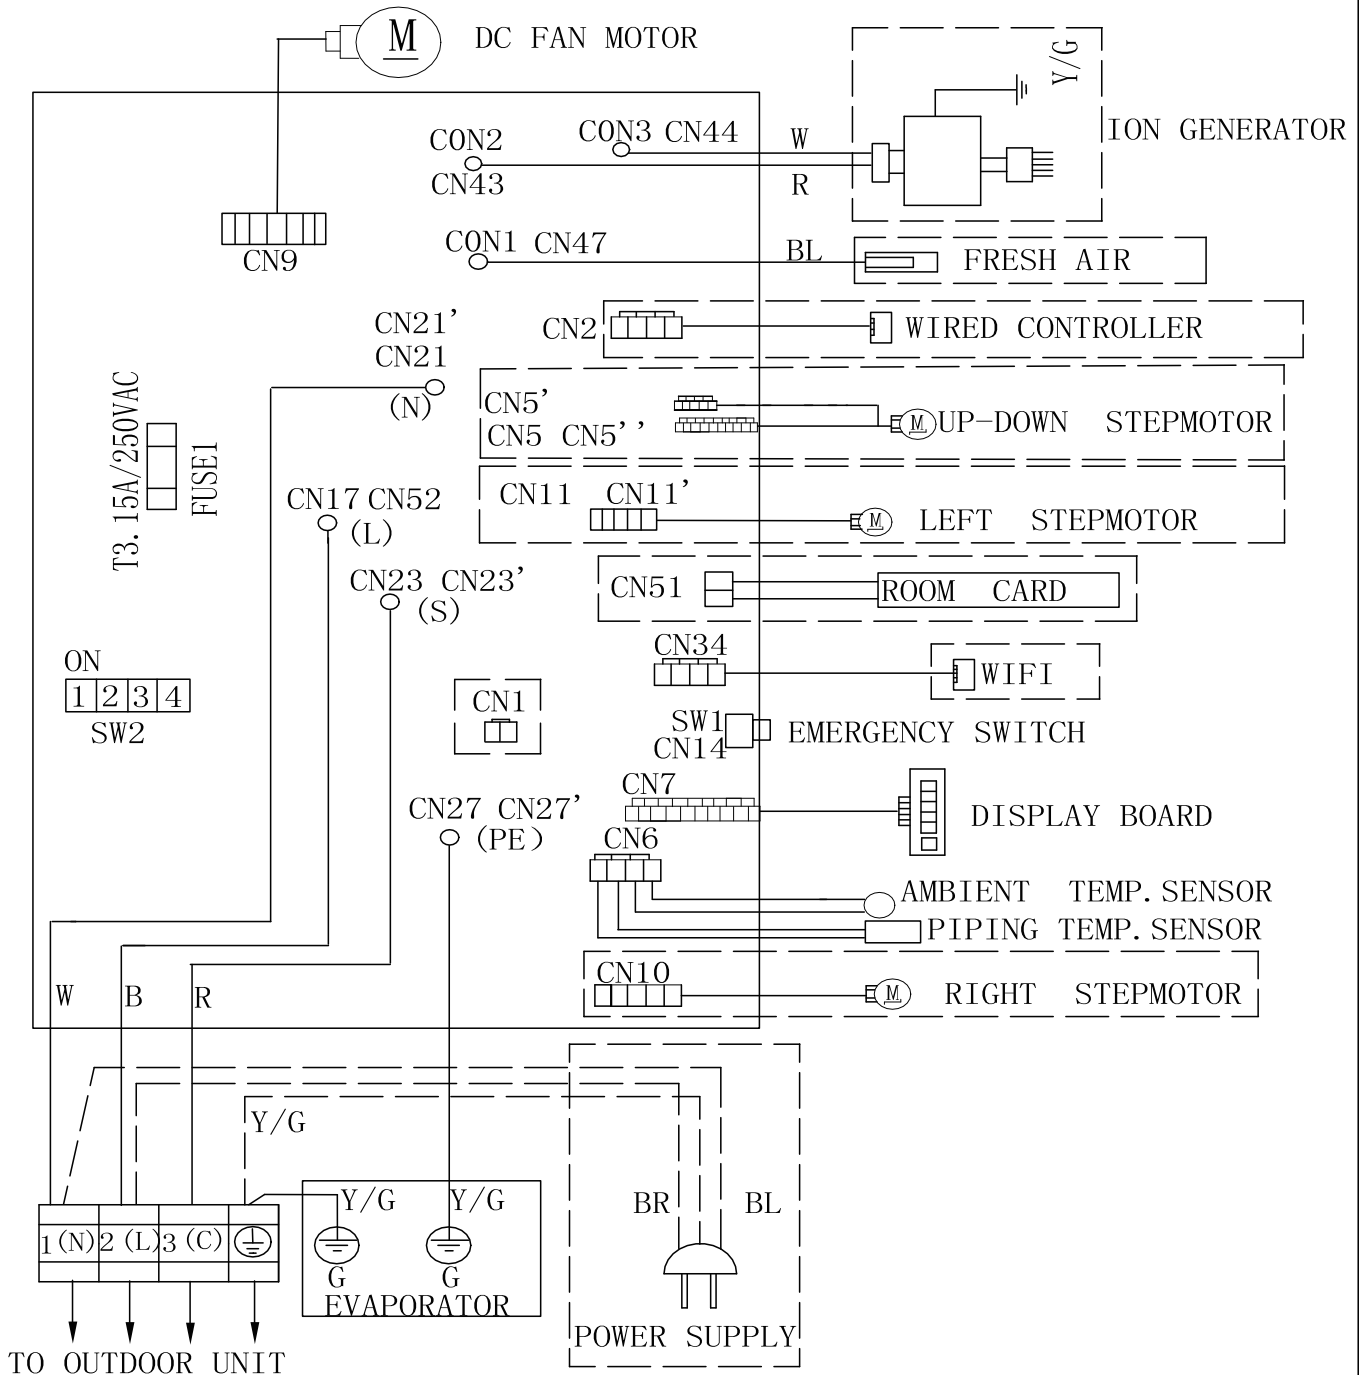 M DC FAN MOTOR
Y/G
CON2 CON3 CN44 W ION GENERATOR
CN43 R
CON1 CN47 BL FRESH AIR
CN9
CN21'
CN2 WIRED CONTROLLER
CN21
(N)
CN5'
CN5 CN5'' M UP-DOWN STEPMOTOR
T3.15A/250VAC
FUSE1
CN17 CN52
(L)
CN11 CN11' M LEFT STEPMOTOR
CN23 CN23'
(S)
CN51 ROOM CARD
ON
1 2 3 4
SW2
CN34 WIFI
CN1
SW1 EMERGENCY SWITCH
CN14
CN7
CN27 CN27' DISPLAY BOARD
(PE)
CN6
AMBIENT TEMP.SENSOR
PIPING TEMP.SENSOR
CN10 M RIGHT STEPMOTOR
W B R
Y/G
Y/G Y/G BR BL
1(N) 2(L) 3(C)
G G
EVAPORATOR
POWER SUPPLY
TO OUTDOOR UNIT